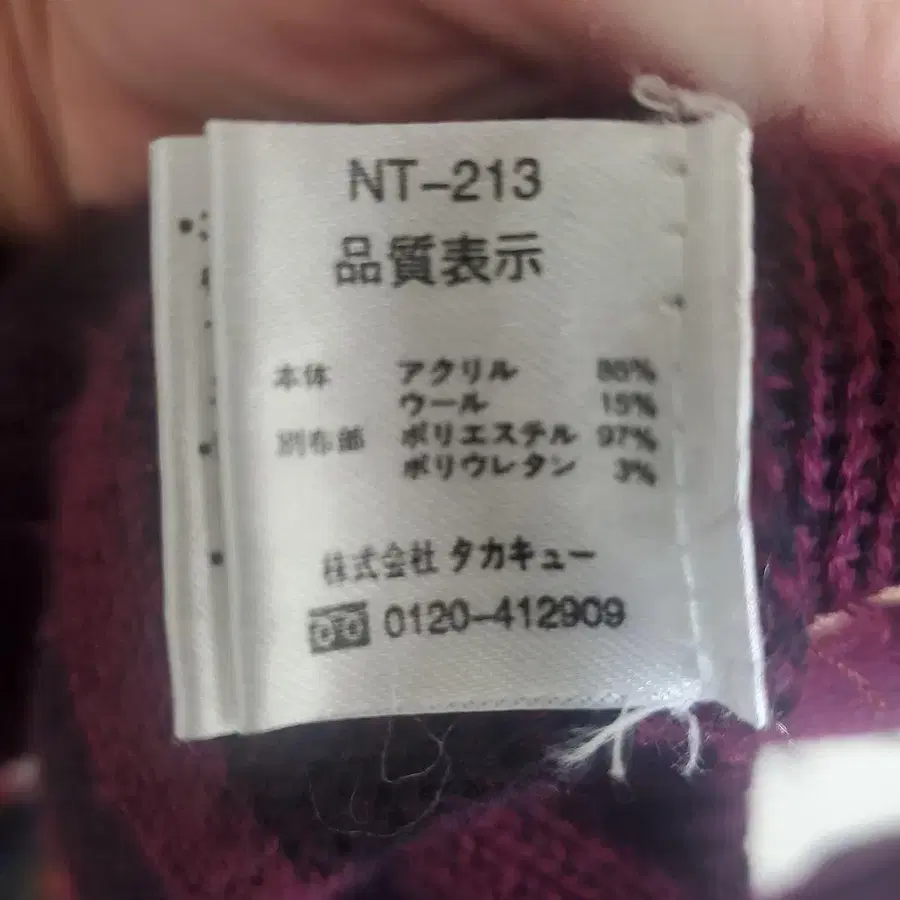 NT-213
品質表示
本体 アクリル 85%
ウール 15%
別布部 ポリエステル 97%
ポリウレタン 3%
株式会社 タカキュー
0120-412909